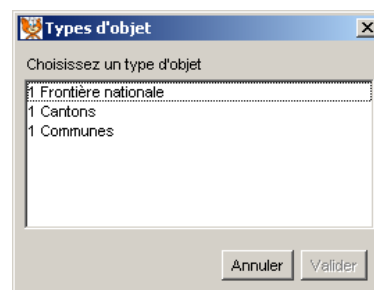 Types d'objet
Choisissez un type d'objet
1 Frontière nationale
1 Cantons
1 Communes
Annuler Valider